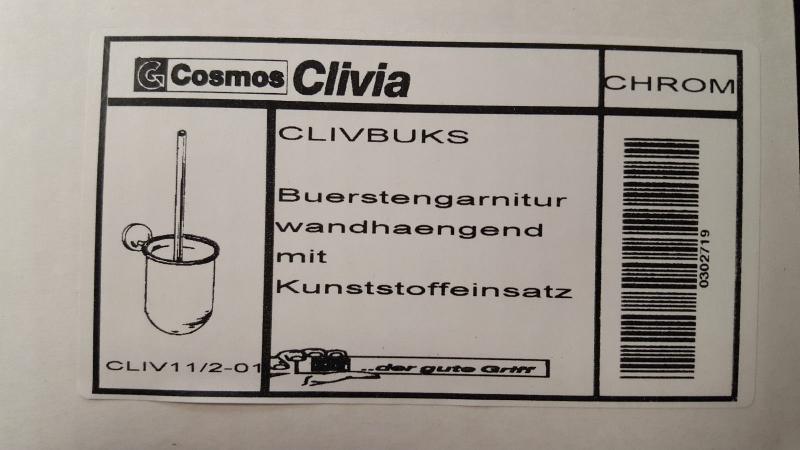 G Cosmos Clivia
CHROM
CLIVBUKS
Buerstengarnitur
wandhaengend
mit
Kunststoffeinsatz
0302719
CLIV11/2-01
...der gute Griff